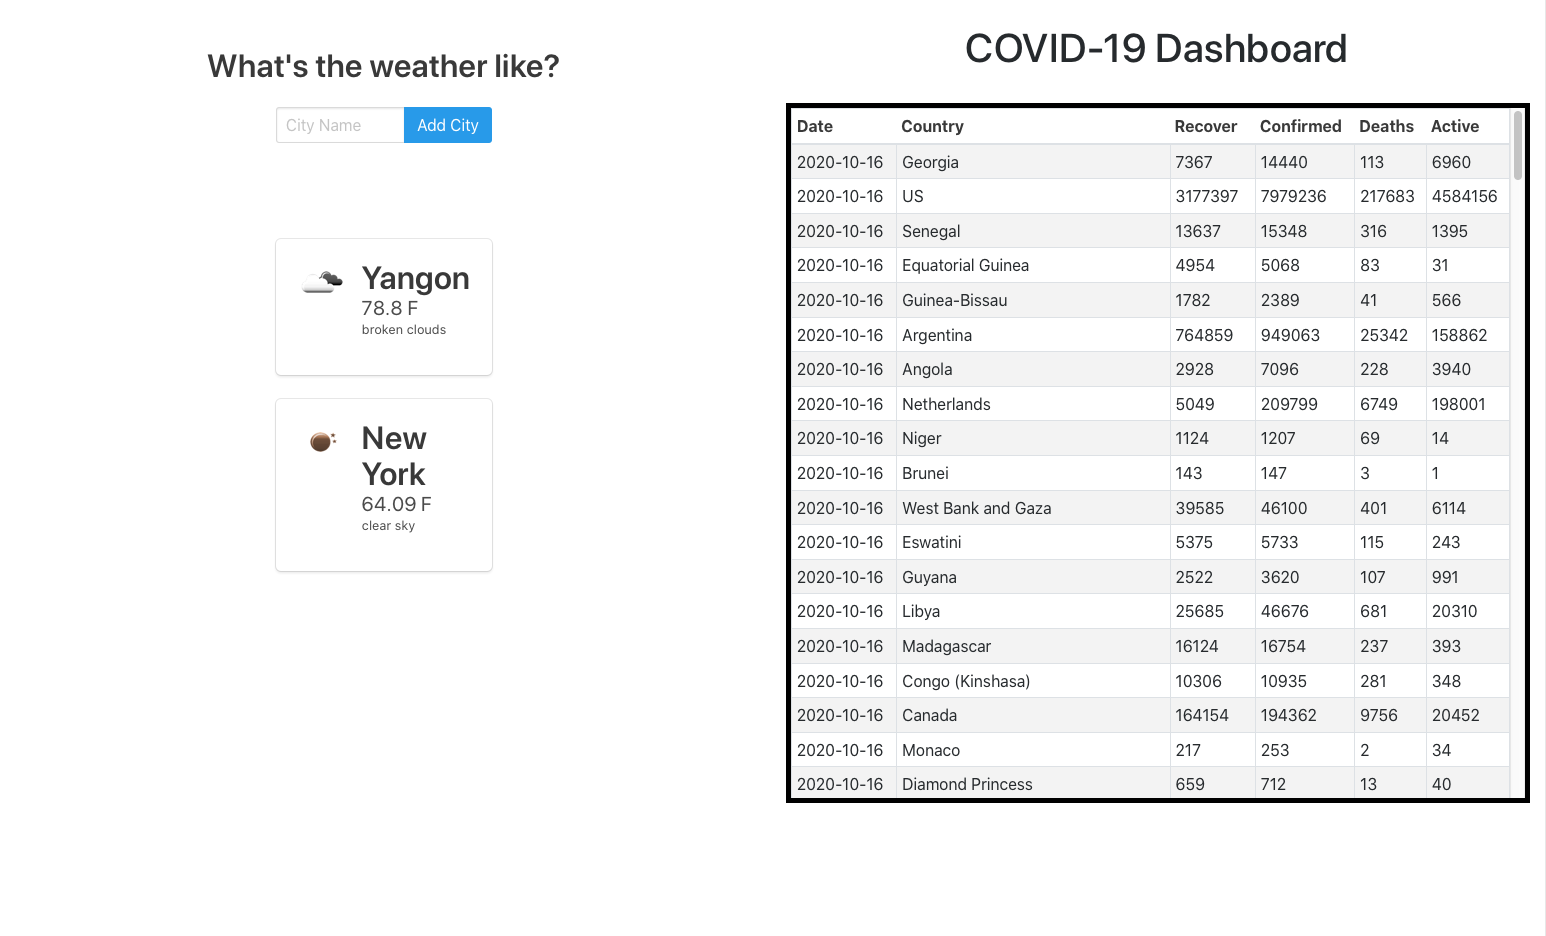 What's the weather like?
City Name Add City
Yangon
78.8 F
broken clouds
New
York
64.09 F
clear sky
COVID-19 Dashboard
Date Country Recover Confirmed Deaths Active
2020-10-16 Georgia 7367 14440 113 6960
2020-10-16 US 3177397 7979236 217683 4584156
2020-10-16 Senegal 13637 15348 316 1395
2020-10-16 Equatorial Guinea 4954 5068 83 31
2020-10-16 Guinea-Bissau 1782 2389 41 566
2020-10-16 Argentina 764859 949063 25342 158862
2020-10-16 Angola 2928 7096 228 3940
2020-10-16 Netherlands 5049 209799 6749 198001
2020-10-16 Niger 1124 1207 69 14
2020-10-16 Brunei 143 147 3 1
2020-10-16 West Bank and Gaza 39585 46100 401 6114
2020-10-16 Eswatini 5375 5733 115 243
2020-10-16 Guyana 2522 3620 107 991
2020-10-16 Libya 25685 46676 681 20310
2020-10-16 Madagascar 16124 16754 237 393
2020-10-16 Congo (Kinshasa) 10306 10935 281 348
2020-10-16 Canada 164154 194362 9756 20452
2020-10-16 Monaco 217 253 2 34
2020-10-16 Diamond Princess 659 712 13 40